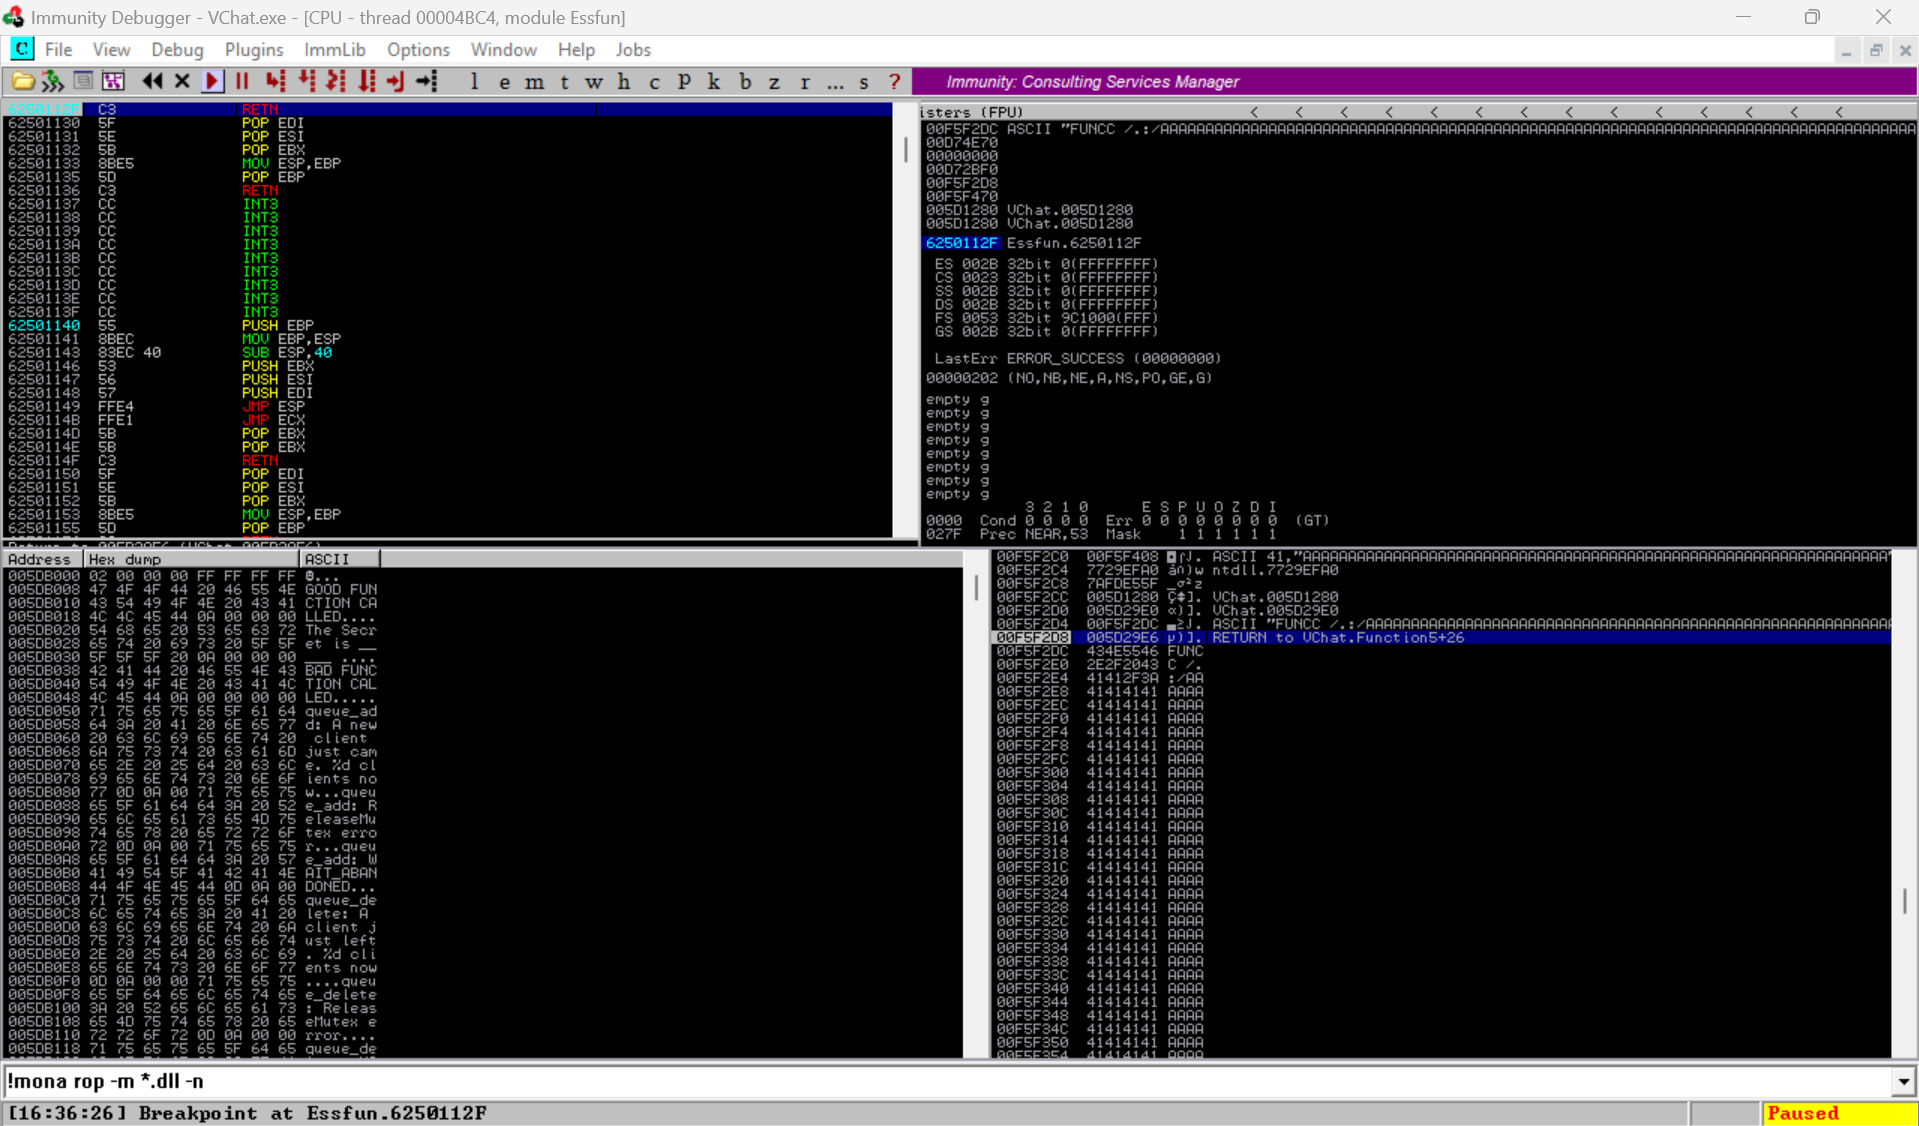 Immunity Debugger - VChat.exe - [CPU - thread 00004BC4, module Essfun]
C File View Debug Plugins ImmLib Options Window Help Jobs
l e m t w h c P k b z r ... s ? Immunity: Consulting Services Manager
6250112F C3 RETN
62501130 5F POP EDI
62501131 5E POP ESI
62501132 5B POP EBX
62501133 8BE5 MOV ESP,EBP
62501135 5D POP EBP
62501136 C3 RETN
62501137 CC INT3
62501138 CC INT3
62501139 CC INT3
6250113A CC INT3
6250113B CC INT3
6250113C CC INT3
6250113D CC INT3
6250113E CC INT3
6250113F CC INT3
62501140 55 PUSH EBP
62501141 8BEC MOV EBP,ESP
62501143 83EC 40 SUB ESP,40
62501146 53 PUSH EBX
62501147 56 PUSH ESI
62501148 57 PUSH EDI
62501149 FFE4 JMP ESP
6250114B FFE1 JMP ECX
6250114D 5B POP EBX
6250114E 5B POP EBX
6250114F C3 RETN
62501150 5F POP EDI
62501151 5E POP ESI
62501152 5B POP EBX
62501153 8BE5 MOV ESP,EBP
62501155 5D POP EBP
isters (FPU) < < < < < < < < < < < < < <
00F5F2DC ASCII "FUNCC /.:/
00D74E70
00000000
00D72BF0
00F5F2D8
00F5F470
005D1280 VChat.005D1280
005D1280 VChat.005D1280
6250112F Essfun.6250112F
ES 002B 32bit 0(FFFFFFFF)
CS 0023 32bit 0(FFFFFFFF)
SS 002B 32bit 0(FFFFFFFF)
DS 002B 32bit 0(FFFFFFFF)
FS 0053 32bit 9C1000(FFF)
GS 002B 32bit 0(FFFFFFFF)
LastErr ERROR_SUCCESS (00000000)
00000202 (NO,NB,NE,A,NS,PO,GE,G)
empty g
empty g
empty g
empty g
empty g
empty g
empty g
empty g
3 2 1 0 E S P U O Z D I
0000 Cond 0 0 0 0 Err 0 0 0 0 0 0 0 0 (GT)
027F Prec NEAR,53 Mask 1 1 1 1 1 1
Address Hex dump ASCII
005DB000 02 00 00 00 FF FF FF FF
005DB008 47 4F 4F 44 20 46 55 4E GOOD FUN
005DB010 43 54 49 4F 4E 20 43 41 CTION CA
005DB018 4C 4C 45 44 0A 00 00 00 LLED....
005DB020 54 68 65 20 53 65 63 72 The Secr
005DB028 65 74 20 69 73 20 5F 5F et is __
005DB030 5F 5F 5F 20 0A 00 00 00 ___ ....
005DB038 42 41 44 20 46 55 4E 43 BAD FUNC
005DB040 54 49 4F 4E 20 43 41 4C TION CAL
005DB048 4C 45 44 0A 00 00 00 00 LED.....
005DB050 71 75 65 75 65 5F 61 64 queue_ad
005DB058 64 3A 20 41 20 6E 65 77 d: A new
005DB060 20 63 6C 69 65 6E 74 20 client
005DB068 6A 75 73 74 20 63 61 6D just cam
005DB070 65 2E 20 25 64 20 63 6C e. %d cl
005DB078 69 65 6E 74 73 20 6E 6F ients no
005DB080 77 0D 0A 00 71 75 65 75 w...queu
005DB088 65 5F 61 64 64 3A 20 52 e_add: R
005DB090 65 6C 65 61 73 65 4D 75 eleaseMu
005DB098 74 65 78 20 65 72 72 6F tex erro
005DB0A0 72 0D 0A 00 71 75 65 75 r...queu
005DB0A8 65 5F 61 64 64 3A 20 57 e_add: W
005DB0B0 41 49 54 5F 41 42 41 4E AIT_ABAN
005DB0B8 44 4F 4E 45 44 0D 0A 00 DONED...
005DB0C0 71 75 65 75 65 5F 64 65 queue_de
005DB0C8 6C 65 74 65 3A 20 41 20 lete: A
005DB0D0 63 6C 69 65 6E 74 20 6A client j
005DB0D8 75 73 74 20 6C 65 66 74 ust left
005DB0E0 2E 20 25 64 20 63 6C 69 . %d cli
005DB0E8 65 6E 74 73 20 6E 6F 77 ents now
005DB0F0 0D 0A 00 00 71 75 65 75 ....queu
005DB0F8 65 5F 64 65 6C 65 74 65 e_delete
005DB100 3A 20 52 65 6C 65 61 73 : Releas
005DB108 65 4D 75 74 65 78 20 65 eMutex e
005DB110 72 72 6F 72 0D 0A 00 00 rror....
005DB118 71 75 65 75 65 5F 64 65 queue_de
00F5F2C0 00F5F408 ASCII 41,"
00F5F2C4 7729EFA0 ntdll.7729EFA0
00F5F2C8 7AFDE55F
00F5F2CC 005D1280 VChat.005D1280
00F5F2D0 005D29E0 VChat.005D29E0
00F5F2D4 00F5F2DC ASCII "FUNCC /.:/
00F5F2D8 005D29E6 RETURN to VChat.Function5+26
00F5F2DC 434E5546 FUNC
00F5F2E0 2E2F2043 C /.
00F5F2E4 41412F3A :/AA
00F5F2E8 41414141 AAAA
00F5F2EC 41414141 AAAA
00F5F2F0 41414141 AAAA
00F5F2F4 41414141 AAAA
00F5F2F8 41414141 AAAA
00F5F2FC 41414141 AAAA
00F5F300 41414141 AAAA
00F5F304 41414141 AAAA
00F5F308 41414141 AAAA
00F5F30C 41414141 AAAA
00F5F310 41414141 AAAA
00F5F314 41414141 AAAA
00F5F318 41414141 AAAA
00F5F31C 41414141 AAAA
00F5F320 41414141 AAAA
00F5F324 41414141 AAAA
00F5F328 41414141 AAAA
00F5F32C 41414141 AAAA
00F5F330 41414141 AAAA
00F5F334 41414141 AAAA
00F5F338 41414141 AAAA
00F5F33C 41414141 AAAA
00F5F340 41414141 AAAA
00F5F344 41414141 AAAA
00F5F348 41414141 AAAA
00F5F34C 41414141 AAAA
00F5F350 41414141 AAAA
00F5F354 41414141 AAAA
!mona rop -m *.dll -n
[16:36:26] Breakpoint at Essfun.6250112F
Paused